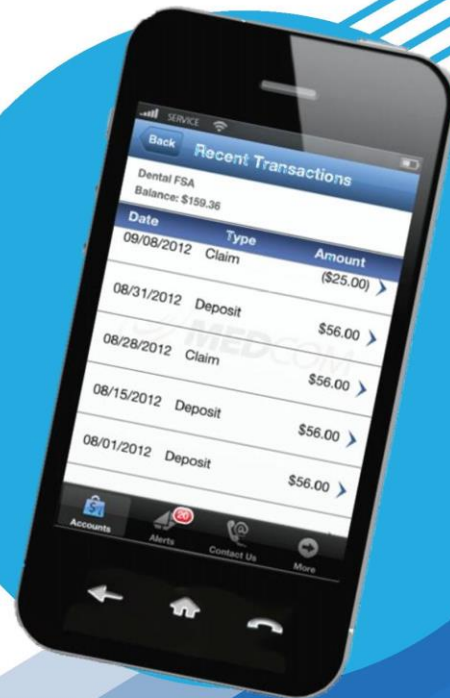 SERVICE
Back Recent Transactions
Dental FSA
Balance: $159.36
Date Type Amount
09/08/2012 Claim ($25.00)
08/31/2012 Deposit $56.00
MEDCOM
08/28/2012 Claim $56.00
08/15/2012 Deposit $56.00
08/01/2012 Deposit $56.00
20
Accounts Alerts Contact Us More